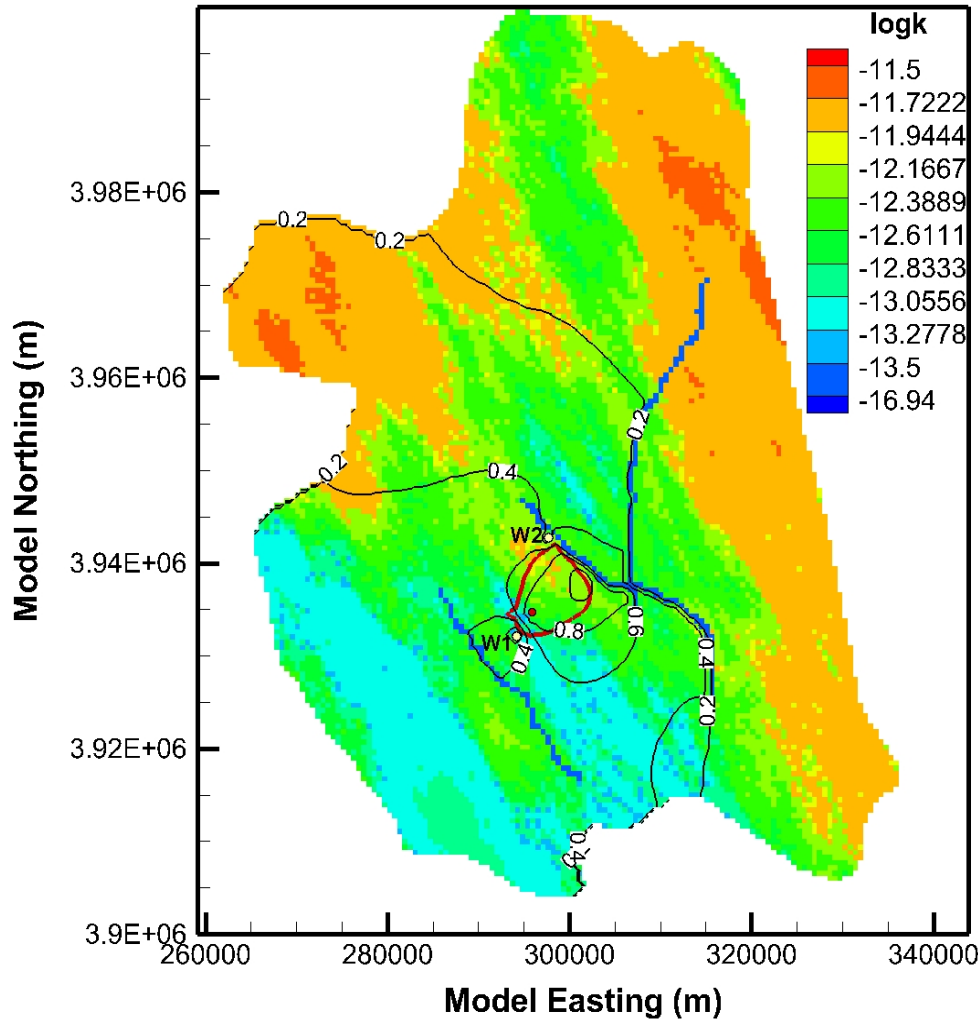 logk
-11.5
-11.7222
-11.9444
-12.1667
-12.3889
-12.6111
-12.8333
-13.0556
-13.2778
-13.5
-16.94
3.98E+06
3.96E+06
3.94E+06
3.92E+06
3.9E+06
Model Northing (m)
0.2
0.2
0.2
0.2
0.4
W2
0.8
0.6
W1
0.4
0.4
0.2
0.4
260000
280000
300000
320000
340000
Model Easting (m)